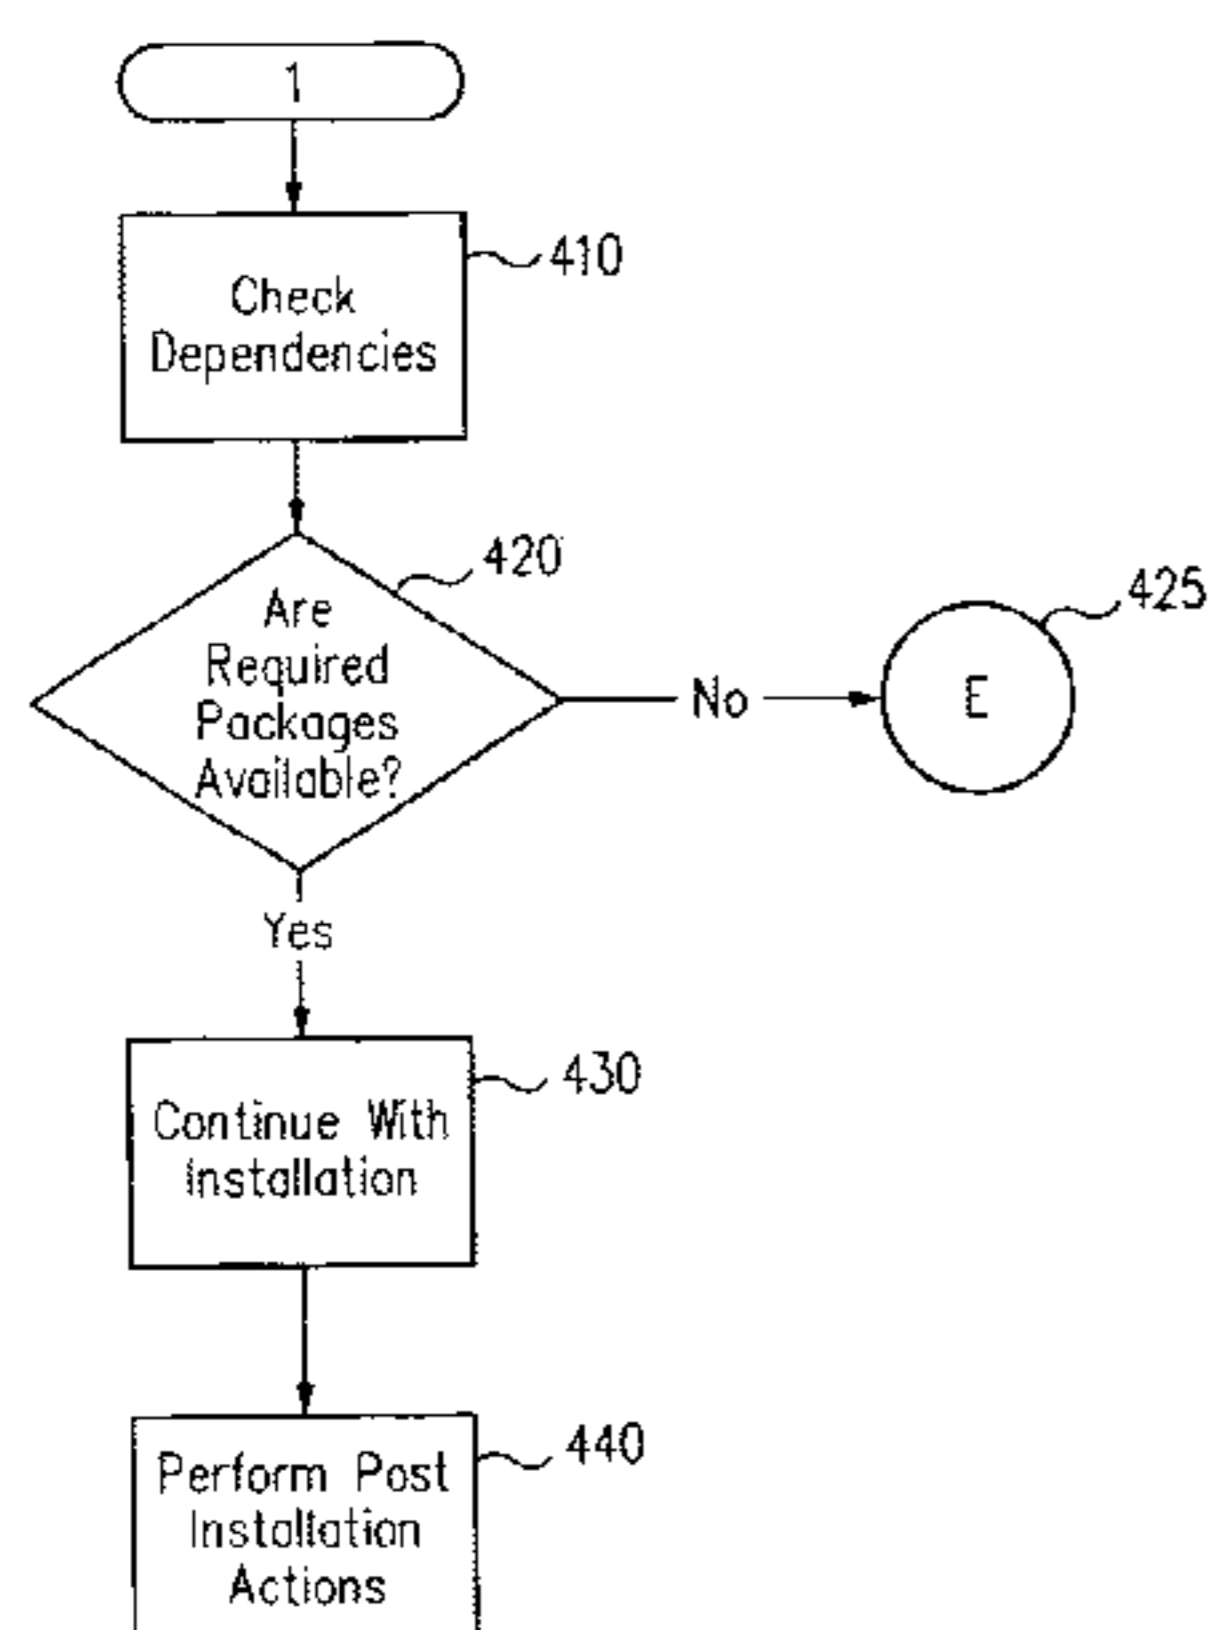 1
410
Check
Dependencies
420
Are
Required
Packages
Available?
No
425
E
Yes
430
Continue With
Installation
440
Perform Post
Installation
Actions